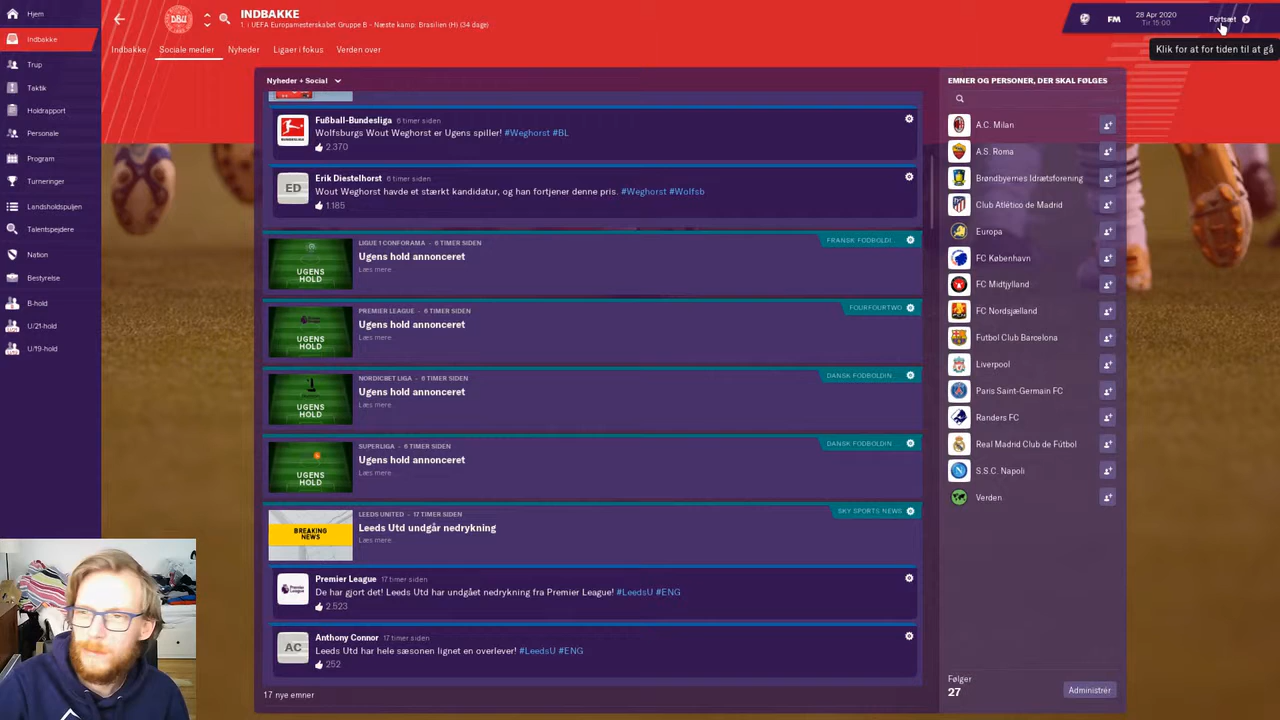 Hjem
Indbakke
Trup
Taktik
Holdrapport
Personale
Program
Turneringer
Landsholdspuljen
Talentspejdere
Nation
Bestyrelse
B-hold
U/21-hold
U/19-hold
INDBAKKE
1. i UEFA Europamesterskabet Gruppe B - Næste kamp: Brasilien (H) (34 dage)
FM
28 Apr 2020
Tir 15:00
Fortsæt
Klik for at for tiden til at gå
Indbakke
Sociale medier
Nyheder
Ligaer i fokus
Verden over
Nyheder + Social
Fußball-Bundesliga 6 timer siden
Wolfsburgs Wout Weghorst er Ugens spiller! #Weghorst #BL
2.370
ED
Erik Diestelhorst 6 timer siden
Wout Weghorst havde et stærkt kandidatur, og han fortjener denne pris. #Weghorst #Wolfsb
1.185
UGENS
HOLD
LIGUE 1 CONFORAMA - 6 TIMER SIDEN
FRANSK FODBOLDI...
Ugens hold annonceret
Læs mere.
UGENS
HOLD
PREMIER LEAGUE - 6 TIMER SIDEN
FOURFOURTWO
Ugens hold annonceret
Læs mere.
UGENS
HOLD
NORDICBET LIGA - 6 TIMER SIDEN
DANSK FODBOLDIN...
Ugens hold annonceret
Læs mere.
UGENS
HOLD
SUPERLIGA - 6 TIMER SIDEN
DANSK FODBOLDIN...
Ugens hold annonceret
Læs mere.
BREAKING
NEWS
LEEDS UNITED - 17 TIMER SIDEN
SKY SPORTS NEWS
Leeds Utd undgår nedrykning
Læs mere.
Premier League 17 timer siden
De har gjort det! Leeds Utd har undgået nedrykning fra Premier League! #LeedsU #ENG
2.523
AC
Anthony Connor 17 timer siden
Leeds Utd har hele sæsonen lignet en overlever! #LeedsU #ENG
252
17 nye emner
EMNER OG PERSONER, DER SKAL FØLGES
A.C. Milan
A.S. Roma
Brøndbyernes Idrætsforening
Club Atlético de Madrid
Europa
FC København
FC Midtjylland
FC Nordsjælland
Futbol Club Barcelona
Liverpool
Paris Saint-Germain FC
Randers FC
Real Madrid Club de Fútbol
S.S.C. Napoli
Verden
Følger
27
Administrer